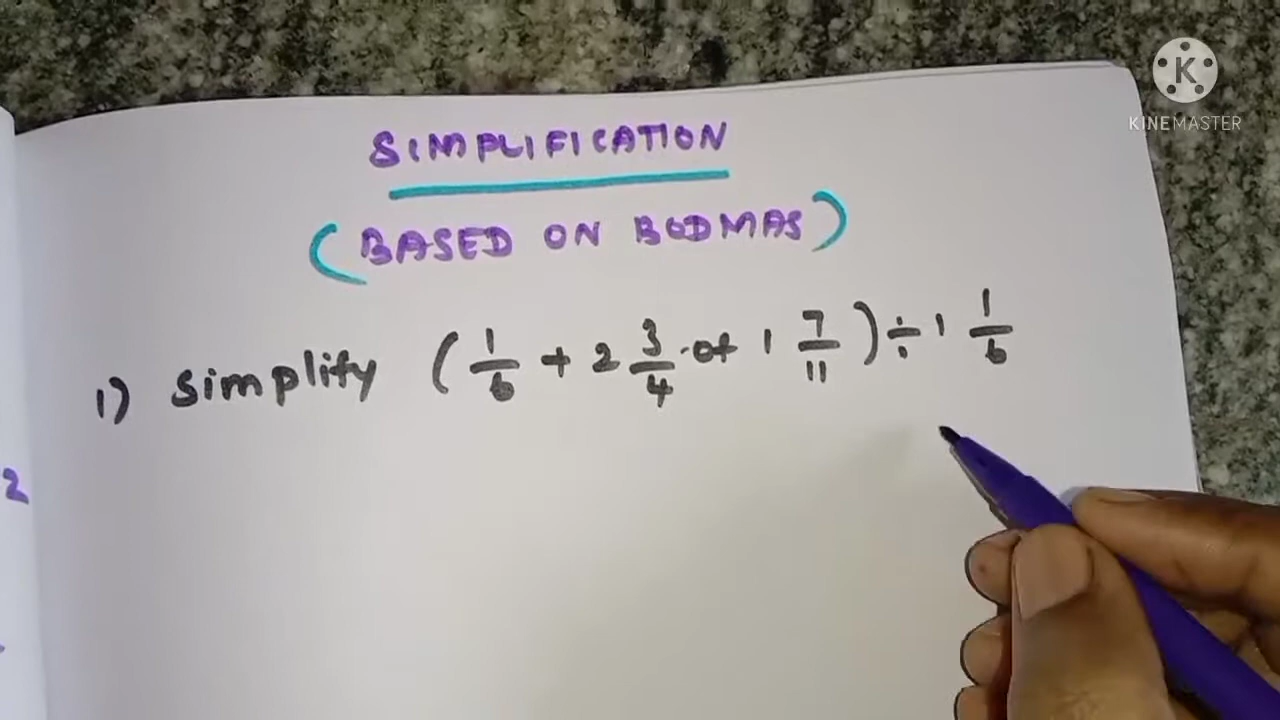 SIMPLIFICATION
(BASED ON BODMAS)
1) Simplify (1/6 + 2 3/4 of 1 7/11) ÷ 1 1/6
2
K
KINEMASTER